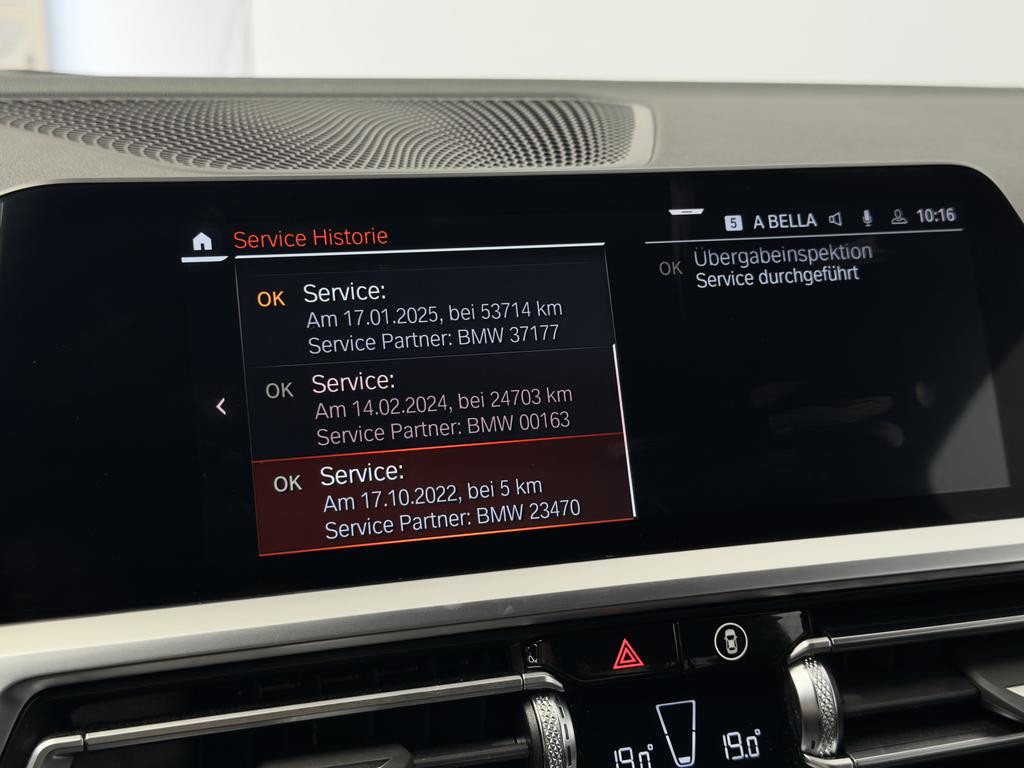 Service Historie
5 A BELLA 10:16
OK Service:
Am 17.01.2025, bei 53714 km
Service Partner: BMW 37177
OK Service:
Am 14.02.2024, bei 24703 km
Service Partner: BMW 00163
OK Service:
Am 17.10.2022, bei 5 km
Service Partner: BMW 23470
OK Übergabeinspektion
Service durchgeführt
19.0° 19.0°